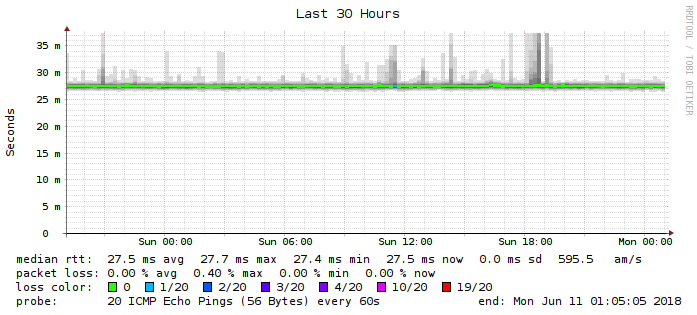 Last 30 Hours
RRDTOOL / TOBI OETIKER
Seconds
35 m
30 m
25 m
20 m
15 m
10 m
5 m
0
Sun 00:00 Sun 06:00 Sun 12:00 Sun 18:00 Mon 00:00
median rtt: 27.5 ms avg 27.7 ms max 27.4 ms min 27.5 ms now 0.0 ms sd 595.5 am/s
packet loss: 0.00 % avg 0.40 % max 0.00 % min 0.00 % now
loss color: 0 1/20 2/20 3/20 4/20 10/20 19/20
probe: 20 ICMP Echo Pings (56 Bytes) every 60s end: Mon Jun 11 01:05:05 2018